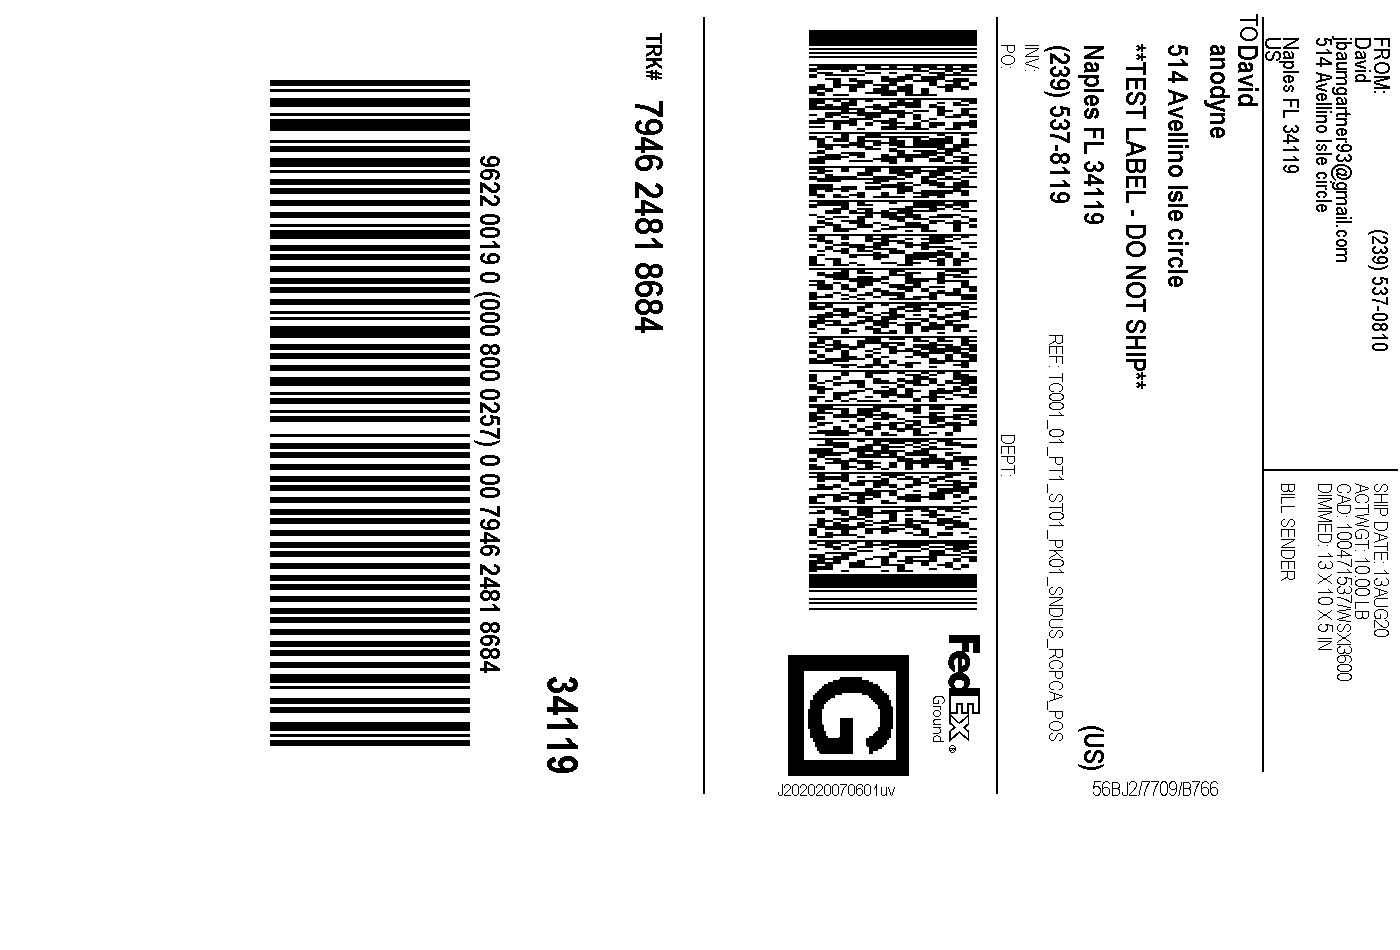 FROM: (239) 537-0810
David
jbaumgartner93@gmail.com
514 Avellino Isle circle
Naples FL 34119
US
SHIP DATE: 13AUG20
ACTWGT: 10.00 LB
CAD: 100471537/WSXI3600
DIMMED: 13 X 10 X 5 IN
BILL SENDER
TO David
anodyne
514 Avellino Isle circle
**TEST LABEL - DO NOT SHIP**
Naples FL 34119 (US)
(239) 537-8119 REF: TC001_01_PT1_ST01_PK01_SNDUS_RCPCA_POS
INV:
PO: DEPT:
56BJ2/7709/B766
FedEx ®
Ground
G
J202020070601uv
TRK# 7946 2481 8684
34119
9622 0019 0 (000 800 0257) 0 00 7946 2481 8684